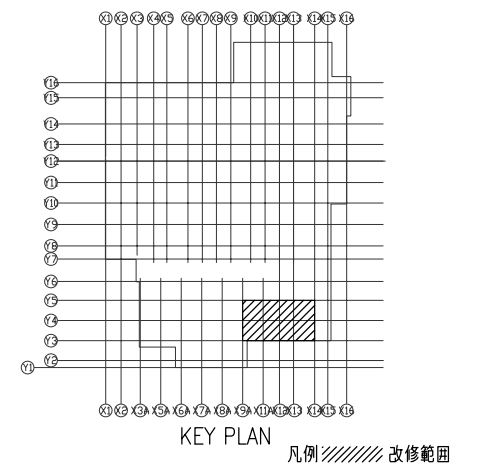 X1 X2 X3 X4 X5 X6 X7 X8 X9 X10 X11 X12 X13 X14 X15 X16
Y16
Y15
Y14
Y13
Y12
Y11
Y10
Y9
Y8
Y7
Y6
Y5
Y4
Y3
Y2
Y1
X1 X2 X3A X5A X6A X7A X8A X9A X11A X12 X13 X14 X15 X16
KEY PLAN
凡例 改修範囲